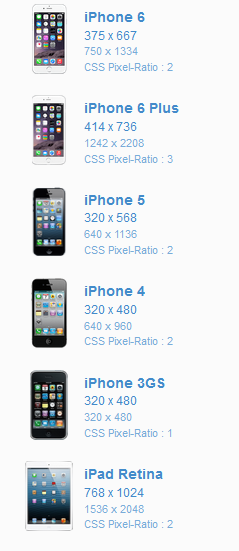 iPhone 6
375 x 667
750 x 1334
CSS Pixel-Ratio : 2
iPhone 6 Plus
414 x 736
1242 x 2208
CSS Pixel-Ratio : 3
iPhone 5
320 x 568
640 x 1136
CSS Pixel-Ratio : 2
iPhone 4
320 x 480
640 x 960
CSS Pixel-Ratio : 2
iPhone 3GS
320 x 480
320 x 480
CSS Pixel-Ratio : 1
iPad Retina
768 x 1024
1536 x 2048
CSS Pixel-Ratio : 2